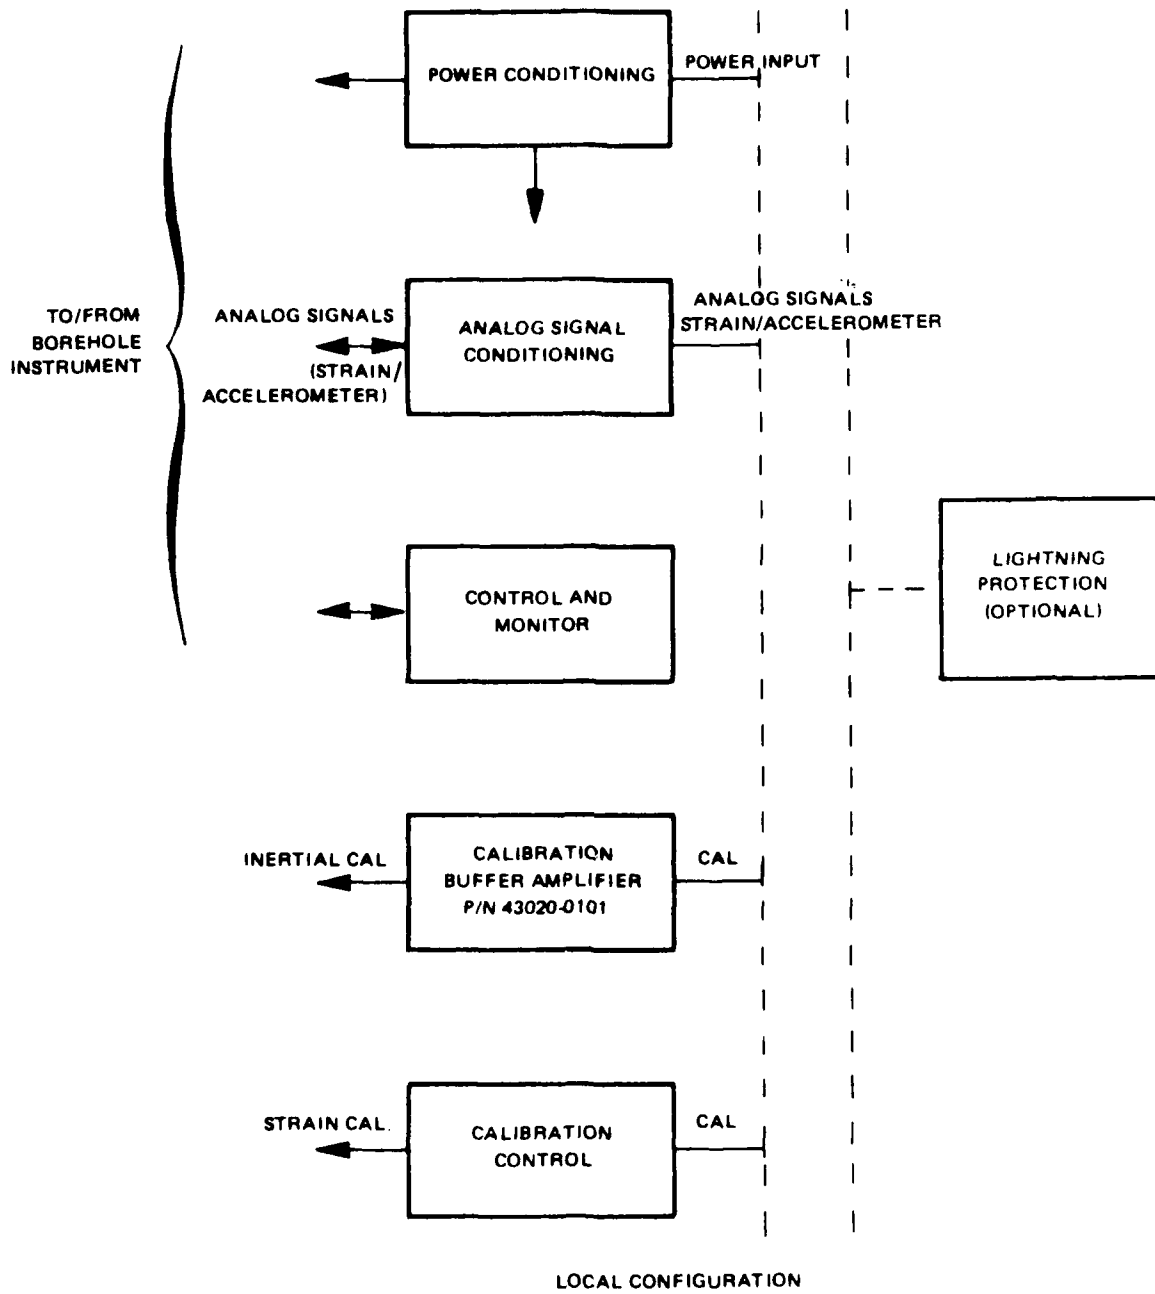 POWER CONDITIONING
POWER INPUT
TO/FROM
BOREHOLE
INSTRUMENT
ANALOG SIGNALS
(STRAIN/
ACCELEROMETER)
ANALOG SIGNAL
CONDITIONING
ANALOG SIGNALS
STRAIN/ACCELEROMETER
CONTROL AND
MONITOR
LIGHTNING
PROTECTION
(OPTIONAL)
INERTIAL CAL
CALIBRATION
BUFFER AMPLIFIER
P/N 43020-0101
CAL
STRAIN CAL.
CALIBRATION
CONTROL
CAL
LOCAL CONFIGURATION